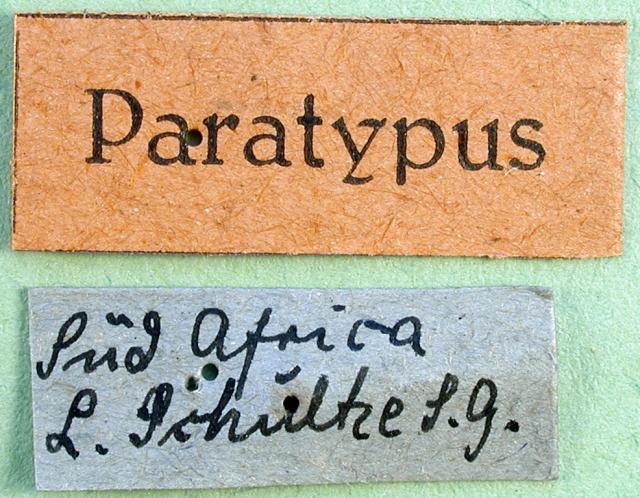 Paratypus
Süd Africa
L. Schultze S.G.